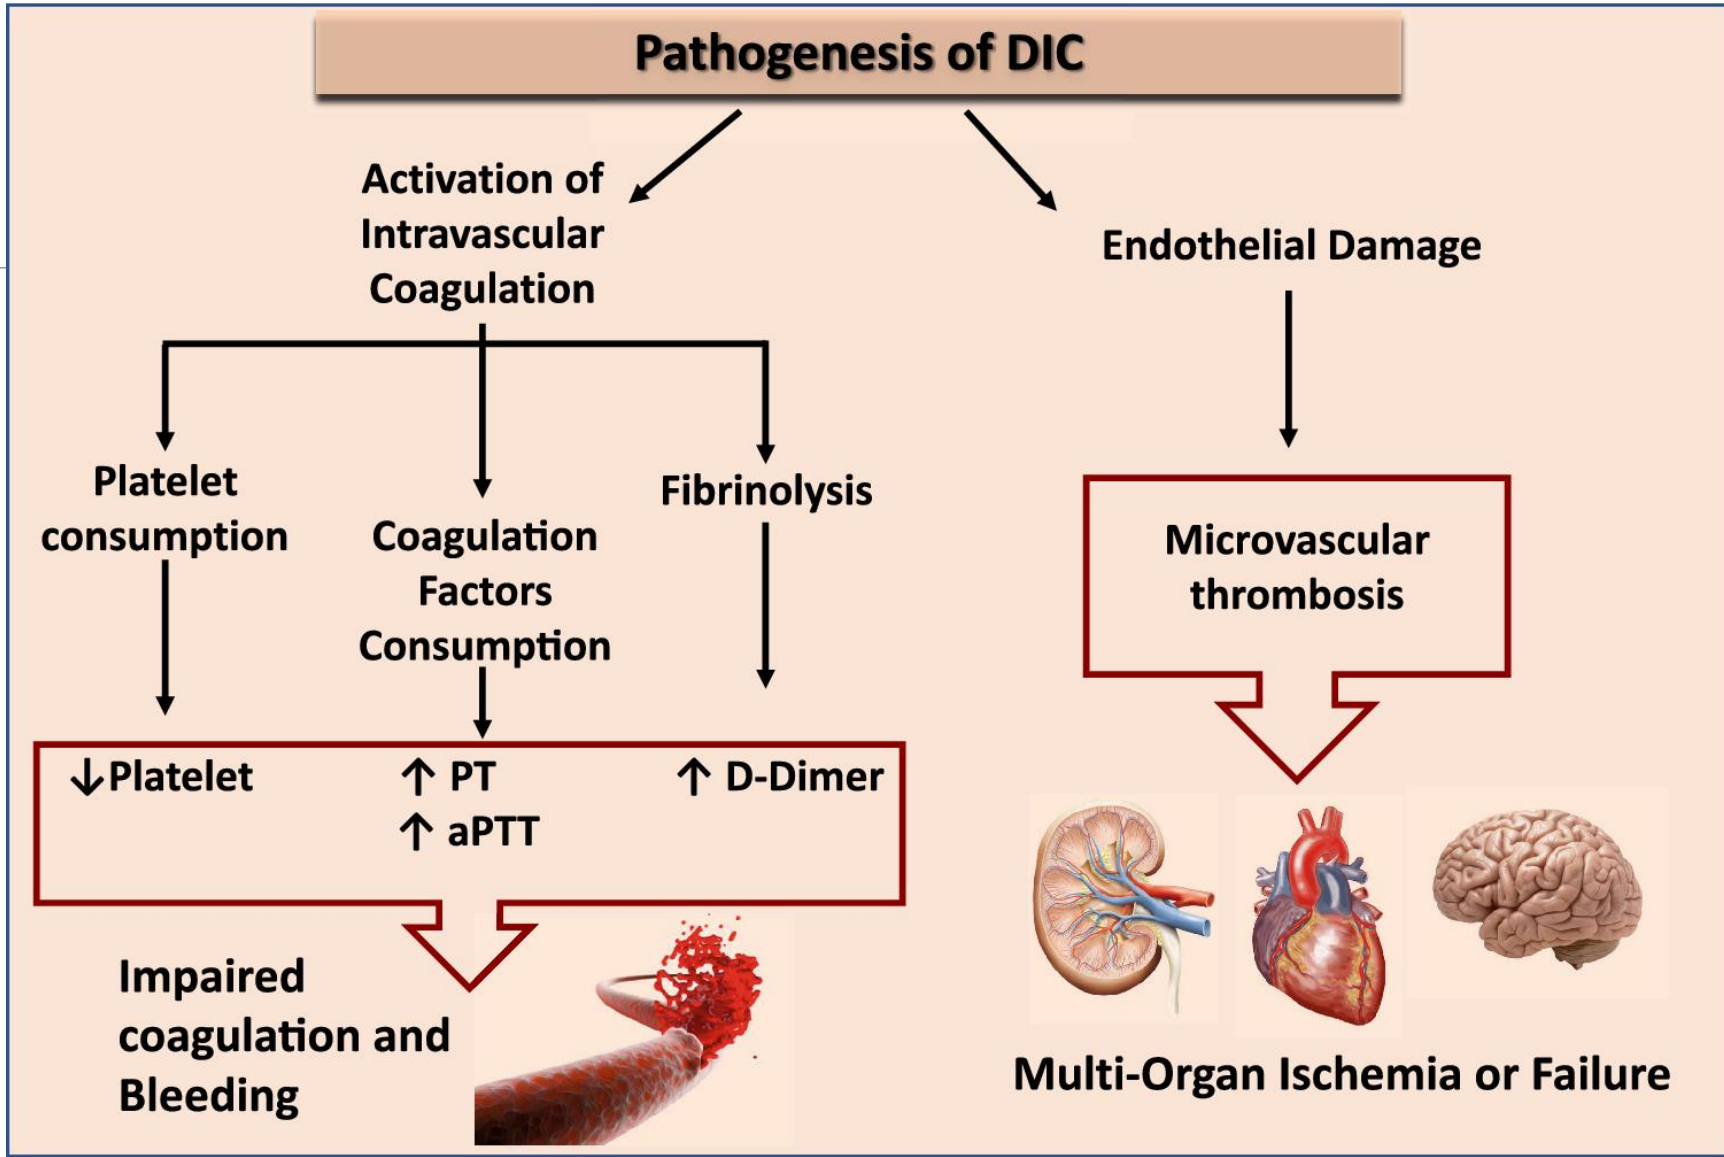 Pathogenesis of DIC
Activation of
Intravascular
Coagulation
Endothelial Damage
Platelet
consumption
Coagulation
Factors
Consumption
Fibrinolysis
Microvascular
thrombosis
↓Platelet
↑ PT
↑ aPTT
↑ D-Dimer
Impaired
coagulation and
Bleeding
Multi-Organ Ischemia or Failure